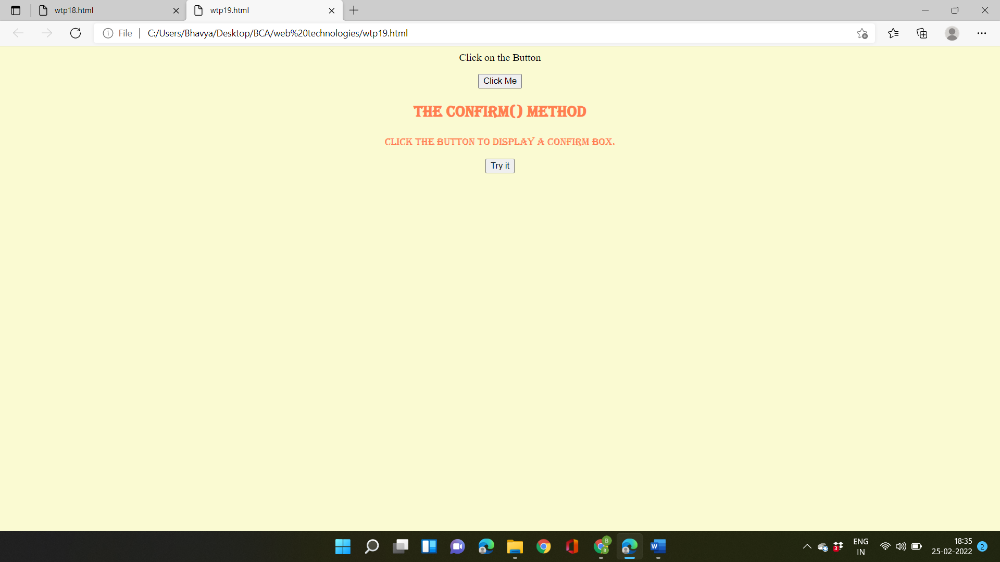 wtp18.html
wtp19.html
File
C:/Users/Bhavya/Desktop/BCA/web%20technologies/wtp19.html
Click on the Button
Click Me
THE CONFIRM() METHOD
CLICK THE BUTTON TO DISPLAY A CONFIRM BOX.
Try it
B
B
W
3
ENG
IN
18:35
25-02-2022
2